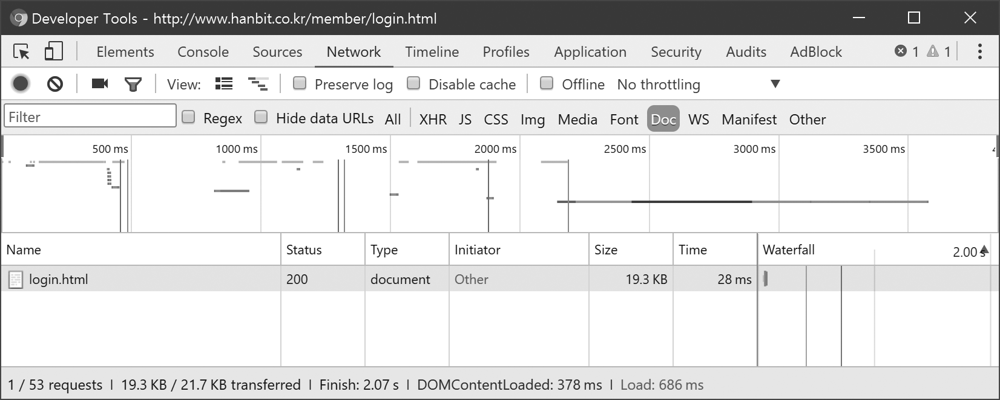 Developer Tools - http://www.hanbit.co.kr/member/login.html
Elements Console Sources Network Timeline Profiles Application Security Audits AdBlock 1 1
View: Preserve log Disable cache Offline No throttling
Filter Regex Hide data URLs All XHR JS CSS Img Media Font Doc WS Manifest Other
500 ms 1000 ms 1500 ms 2000 ms 2500 ms 3000 ms 3500 ms
Name Status Type Initiator Size Time Waterfall 2.00 s
login.html 200 document Other 19.3 KB 28 ms
1 / 53 requests | 19.3 KB / 21.7 KB transferred | Finish: 2.07 s | DOMContentLoaded: 378 ms | Load: 686 ms